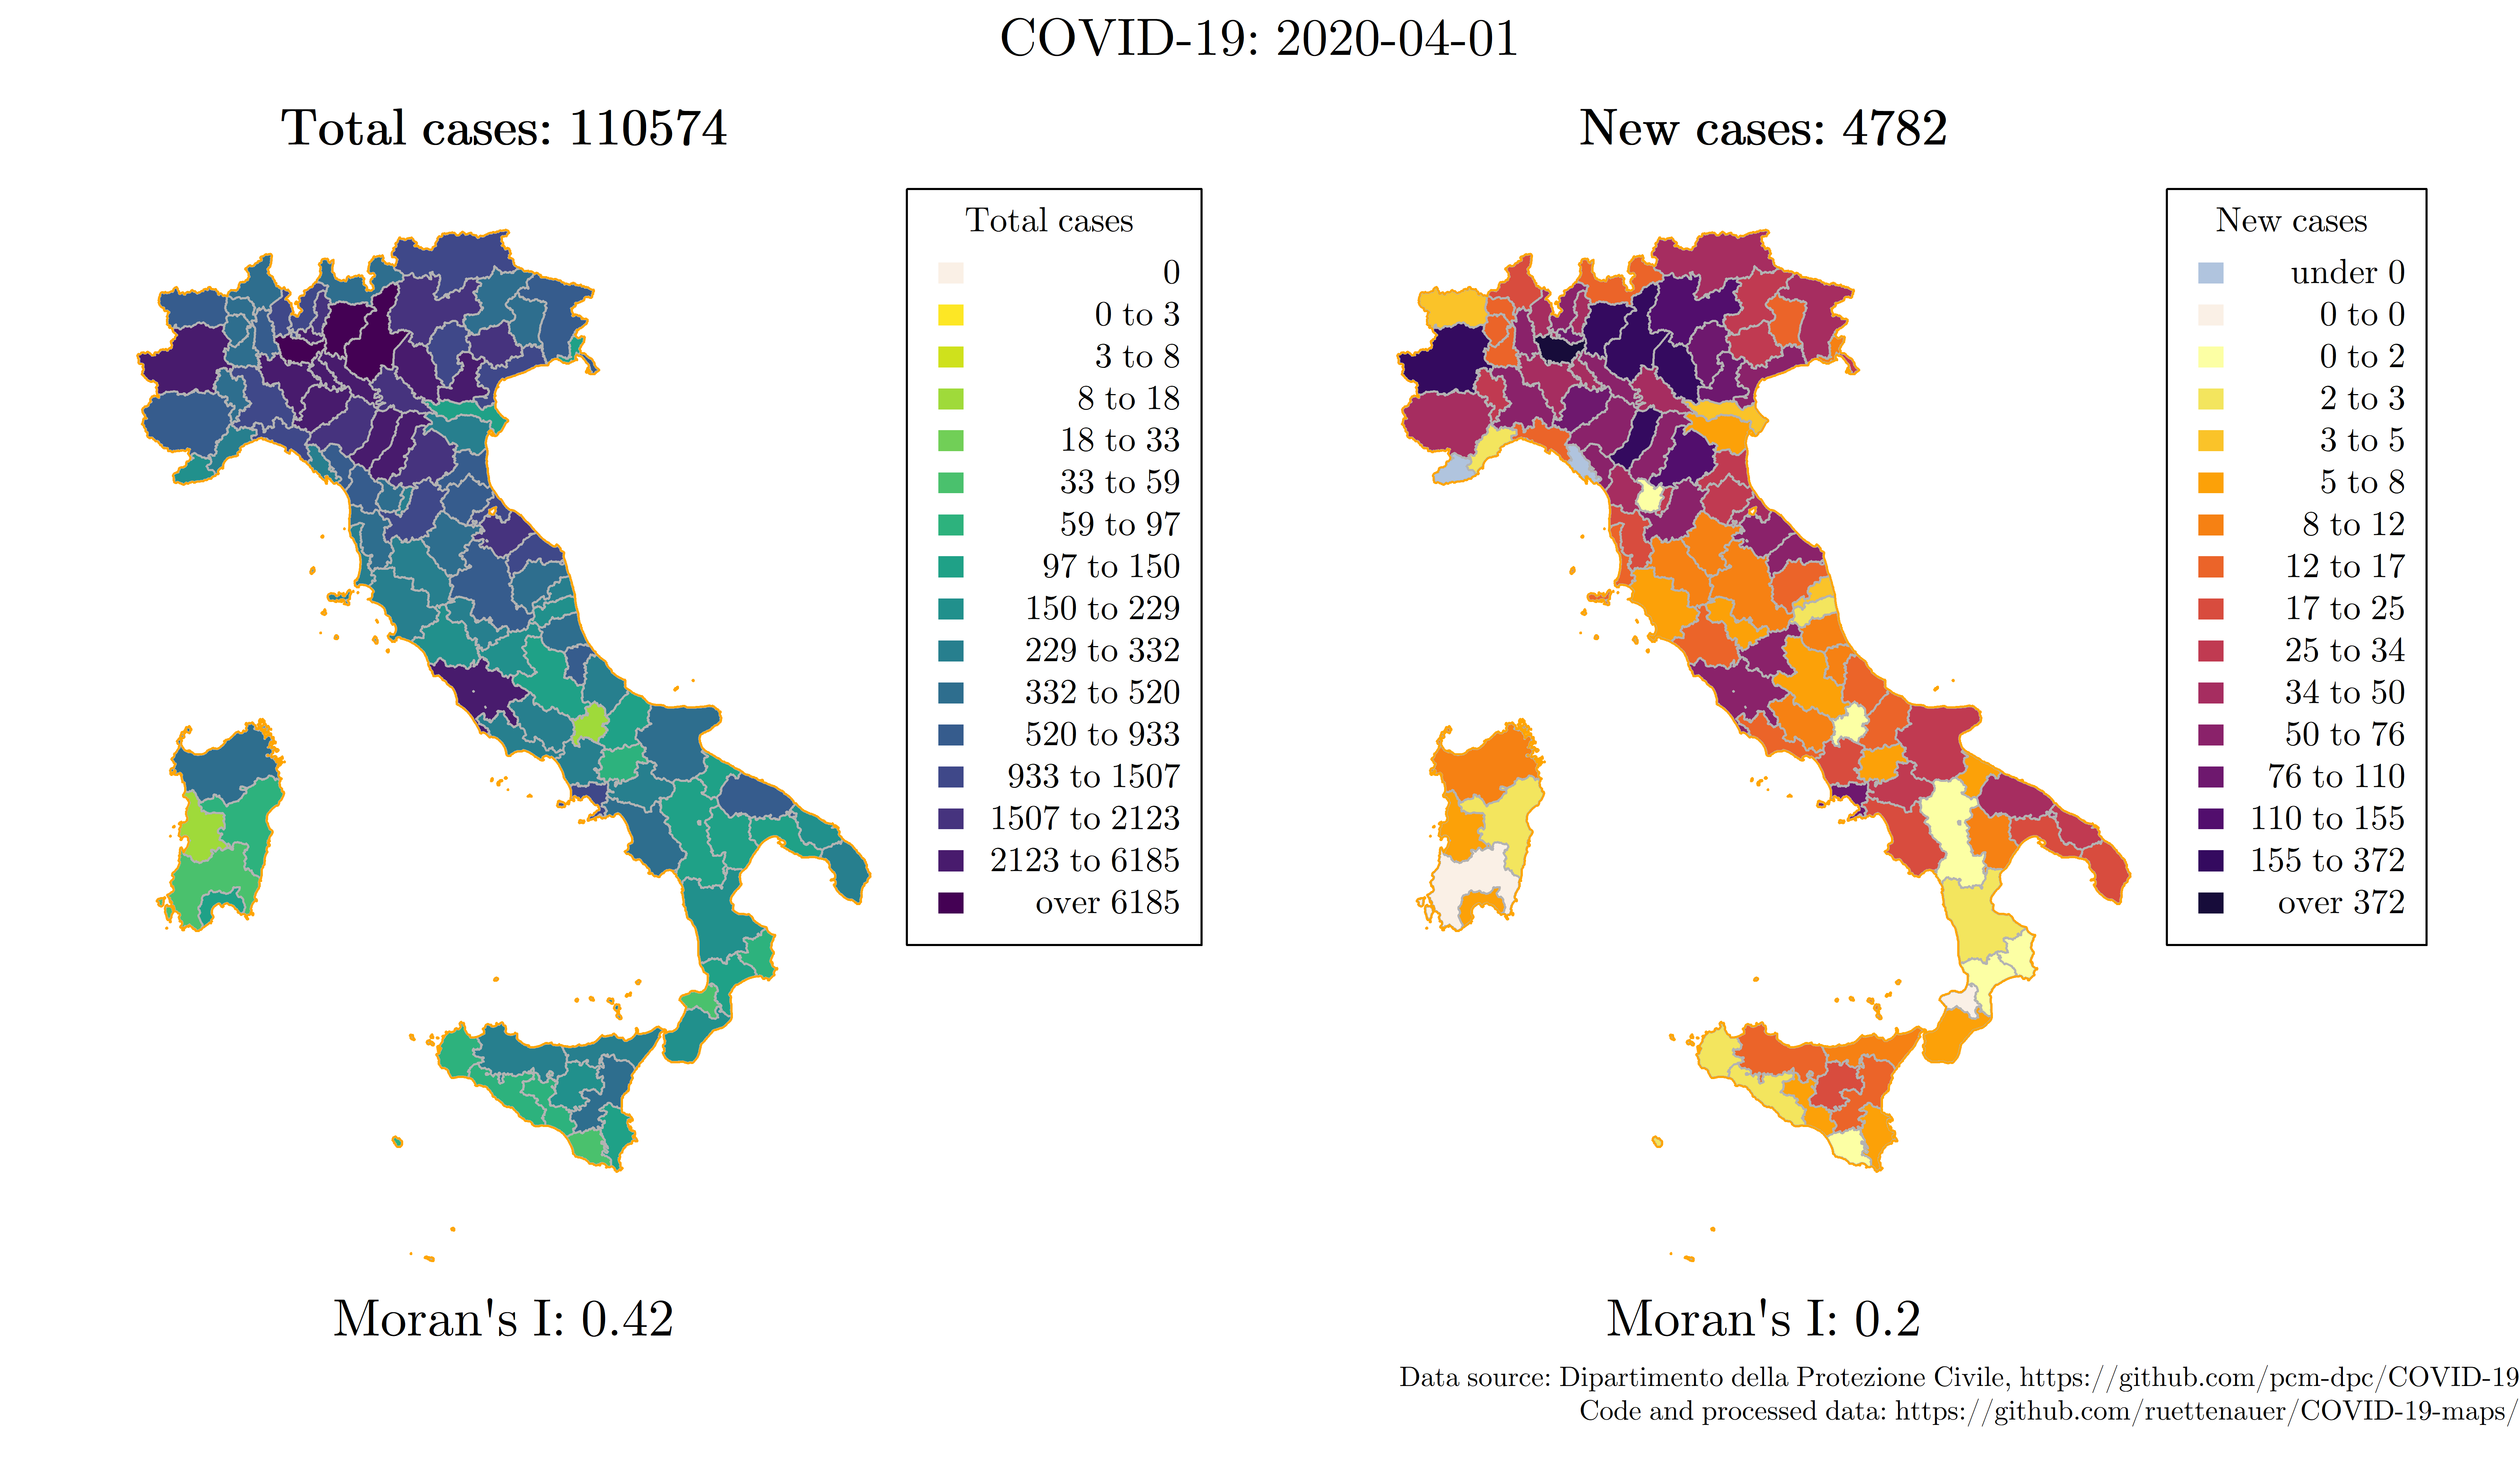 COVID-19: 2020-04-01
Total cases: 110574
Total cases
0
0 to 3
3 to 8
8 to 18
18 to 33
33 to 59
59 to 97
97 to 150
150 to 229
229 to 332
332 to 520
520 to 933
933 to 1507
1507 to 2123
2123 to 6185
over 6185
Moran's I: 0.42
New cases: 4782
New cases
under 0
0 to 0
0 to 2
2 to 3
3 to 5
5 to 8
8 to 12
12 to 17
17 to 25
25 to 34
34 to 50
50 to 76
76 to 110
110 to 155
155 to 372
over 372
Moran's I: 0.2
Data source: Dipartimento della Protezione Civile, https://github.com/pcm-dpc/COVID-19
Code and processed data: https://github.com/ruettenauer/COVID-19-maps/